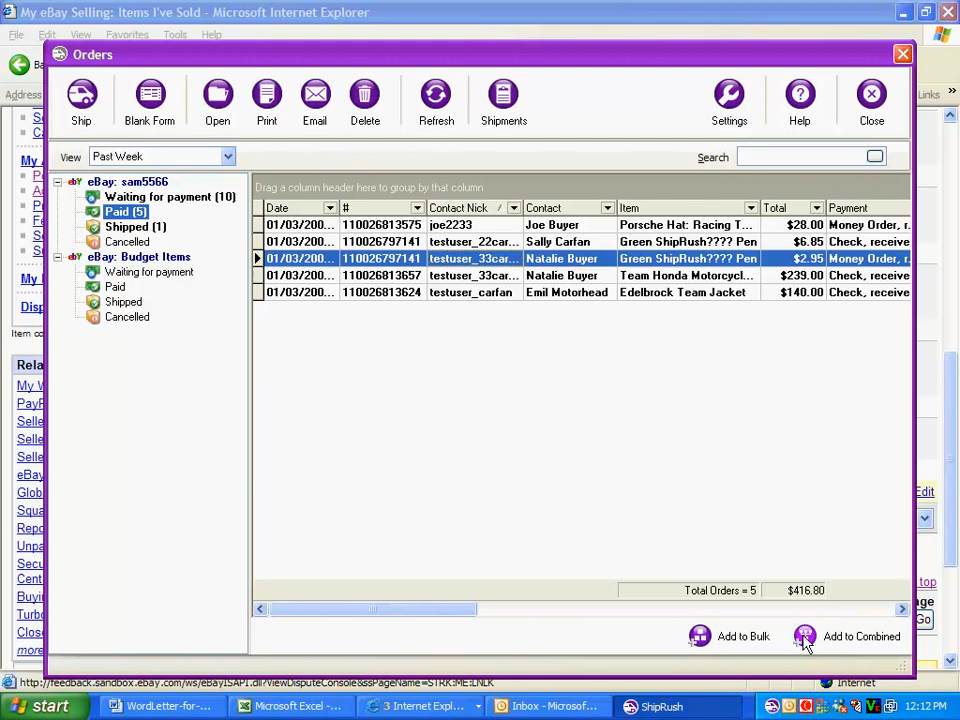 My eBay Selling: Items I've Sold - Microsoft Internet Explorer
File Edit View Favorites Tools Help
Orders
Ship Blank Form Open Print Email Delete Refresh Shipments Settings Help Close
Address Links »
View Past Week Search
eBay: sam5566
Waiting for payment (10)
Paid (5)
Shipped (1)
Cancelled
eBay: Budget Items
Waiting for payment
Paid
Shipped
Cancelled
Drag a column header here to group by that column
Date # Contact Nick Contact Item Total Payment
01/03/200... 110026813575 joe2233 Joe Buyer Porsche Hat: Racing T... $28.00 Money Order, r
01/03/200... 110026797141 testuser_22car... Sally Carfan Green ShipRush???? Pen $6.85 Check, receive
01/03/200... 110026797141 testuser_33car... Natalie Buyer Green ShipRush???? Pen $2.95 Money Order, r
01/03/200... 110026813657 testuser_33car... Natalie Buyer Team Honda Motorcycl... $239.00 Check, receive
01/03/200... 110026813624 testuser_carfan Emil Motorhead Edelbrock Team Jacket $140.00 Check, receive
Total Orders = 5 $416.80
Add to Bulk Add to Combined
Item co
Rela
My W
PayP
Selle
Selle
Selle
eBay
Glob
Squa
Repo
Unpa
Secu
Cent
Buyin
Turbo
Close
more
Edit
top
age
Go
http://feedback.sandbox.ebay.com/ws/eBayISAPI.dll?ViewDisputeConsole&ssPageName=STRK:ME:LNLK Internet
start WordLetter-for-... Microsoft Excel -... 3 Internet Expl... Inbox - Microsof... ShipRush 12:12 PM